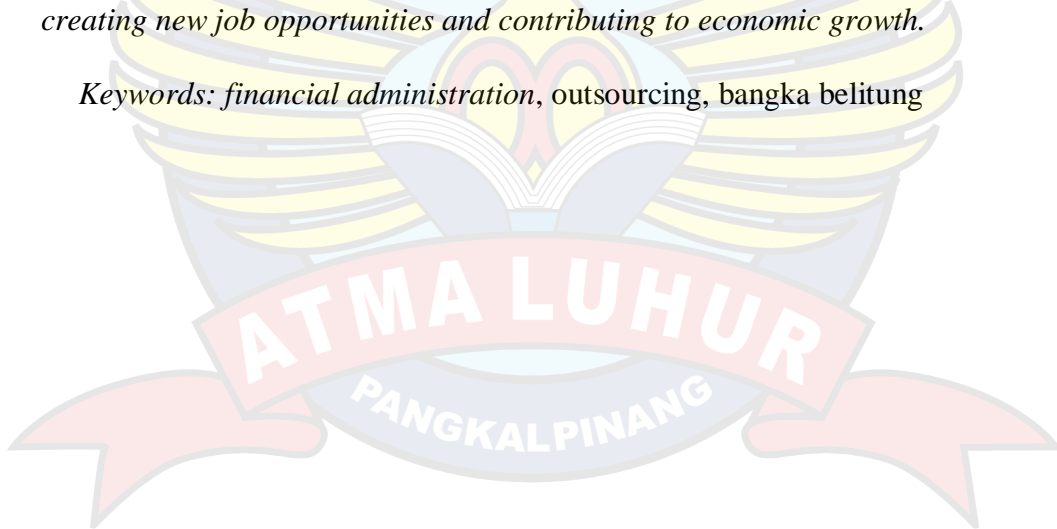 creating new job opportunities and contributing to economic growth.
Keywords: financial administration, outsourcing, bangka belitung
ATMA LUHUR
PANGKALPINANG